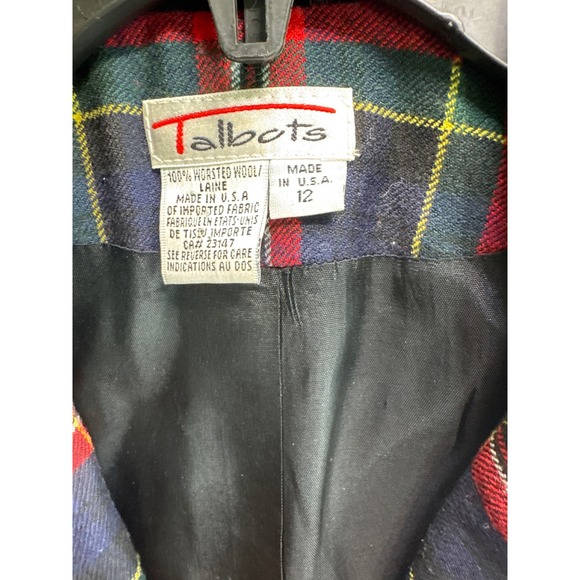 Talbots
100% WORSTED WOOL/
LAINE
MADE IN U.S.A
OF IMPORTED FABRIC
FABRIQUE EN ETATS-UNIS
DE TISSU IMPORTE
CA# 23147
SEE REVERSE FOR CARE
INDICATIONS AU DOS
MADE
IN U.S.A.
12